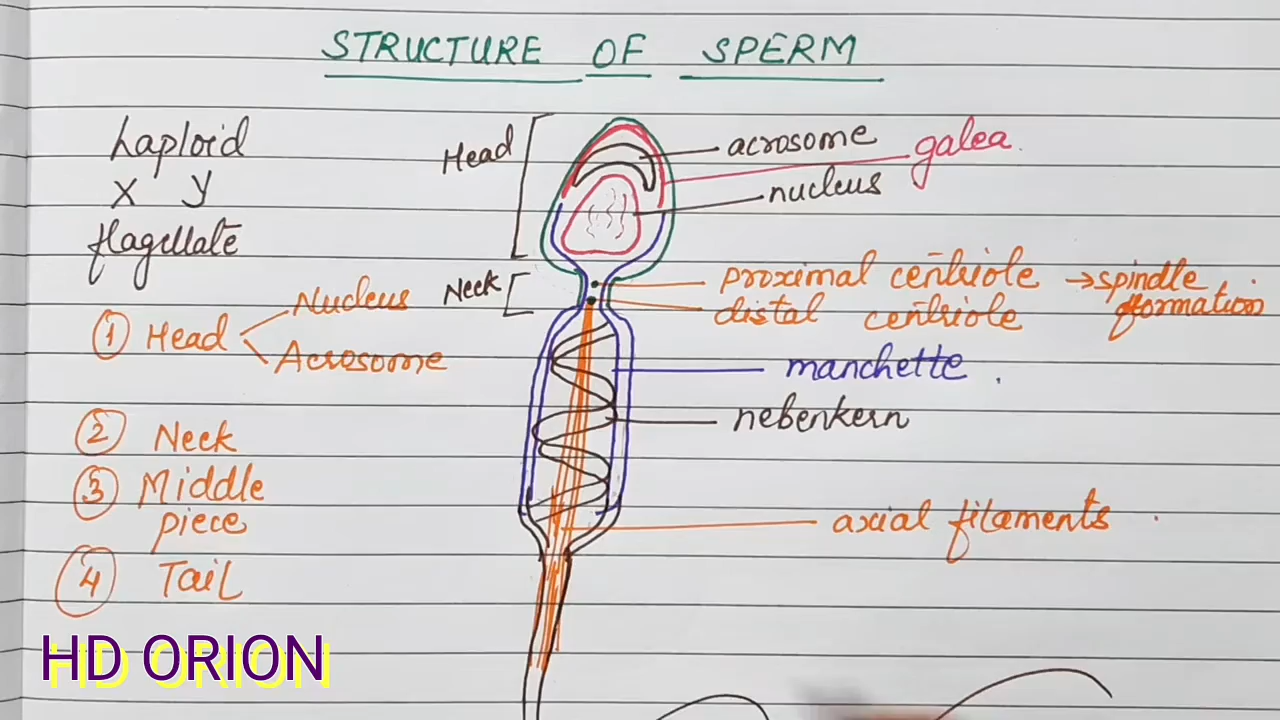 STRUCTURE OF SPERM
haploid
X y
flagellate
① Head
Nucleus
Acrosome
② Neck
③ Middle
piece
④ Tail
Head
Neck
acrosome
galea
nucleus
proximal centriole → spindle
formation
distal centriole
manchette
nebenkern
axial filaments
HD ORION